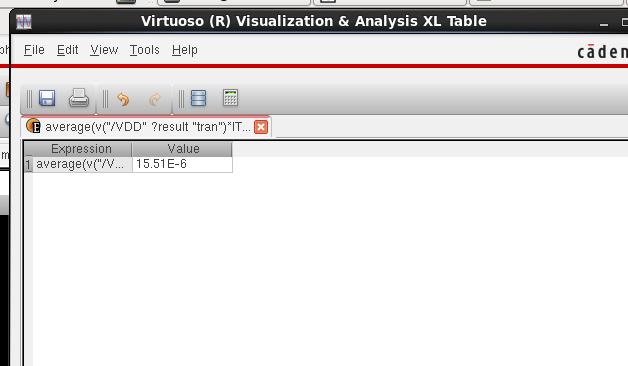 Virtuoso (R) Visualization & Analysis XL Table
File Edit View Tools Help
cāden
average(v("/VDD" ?result "tran")*IT...
Expression Value
1 average(v("/V... 15.51E-6